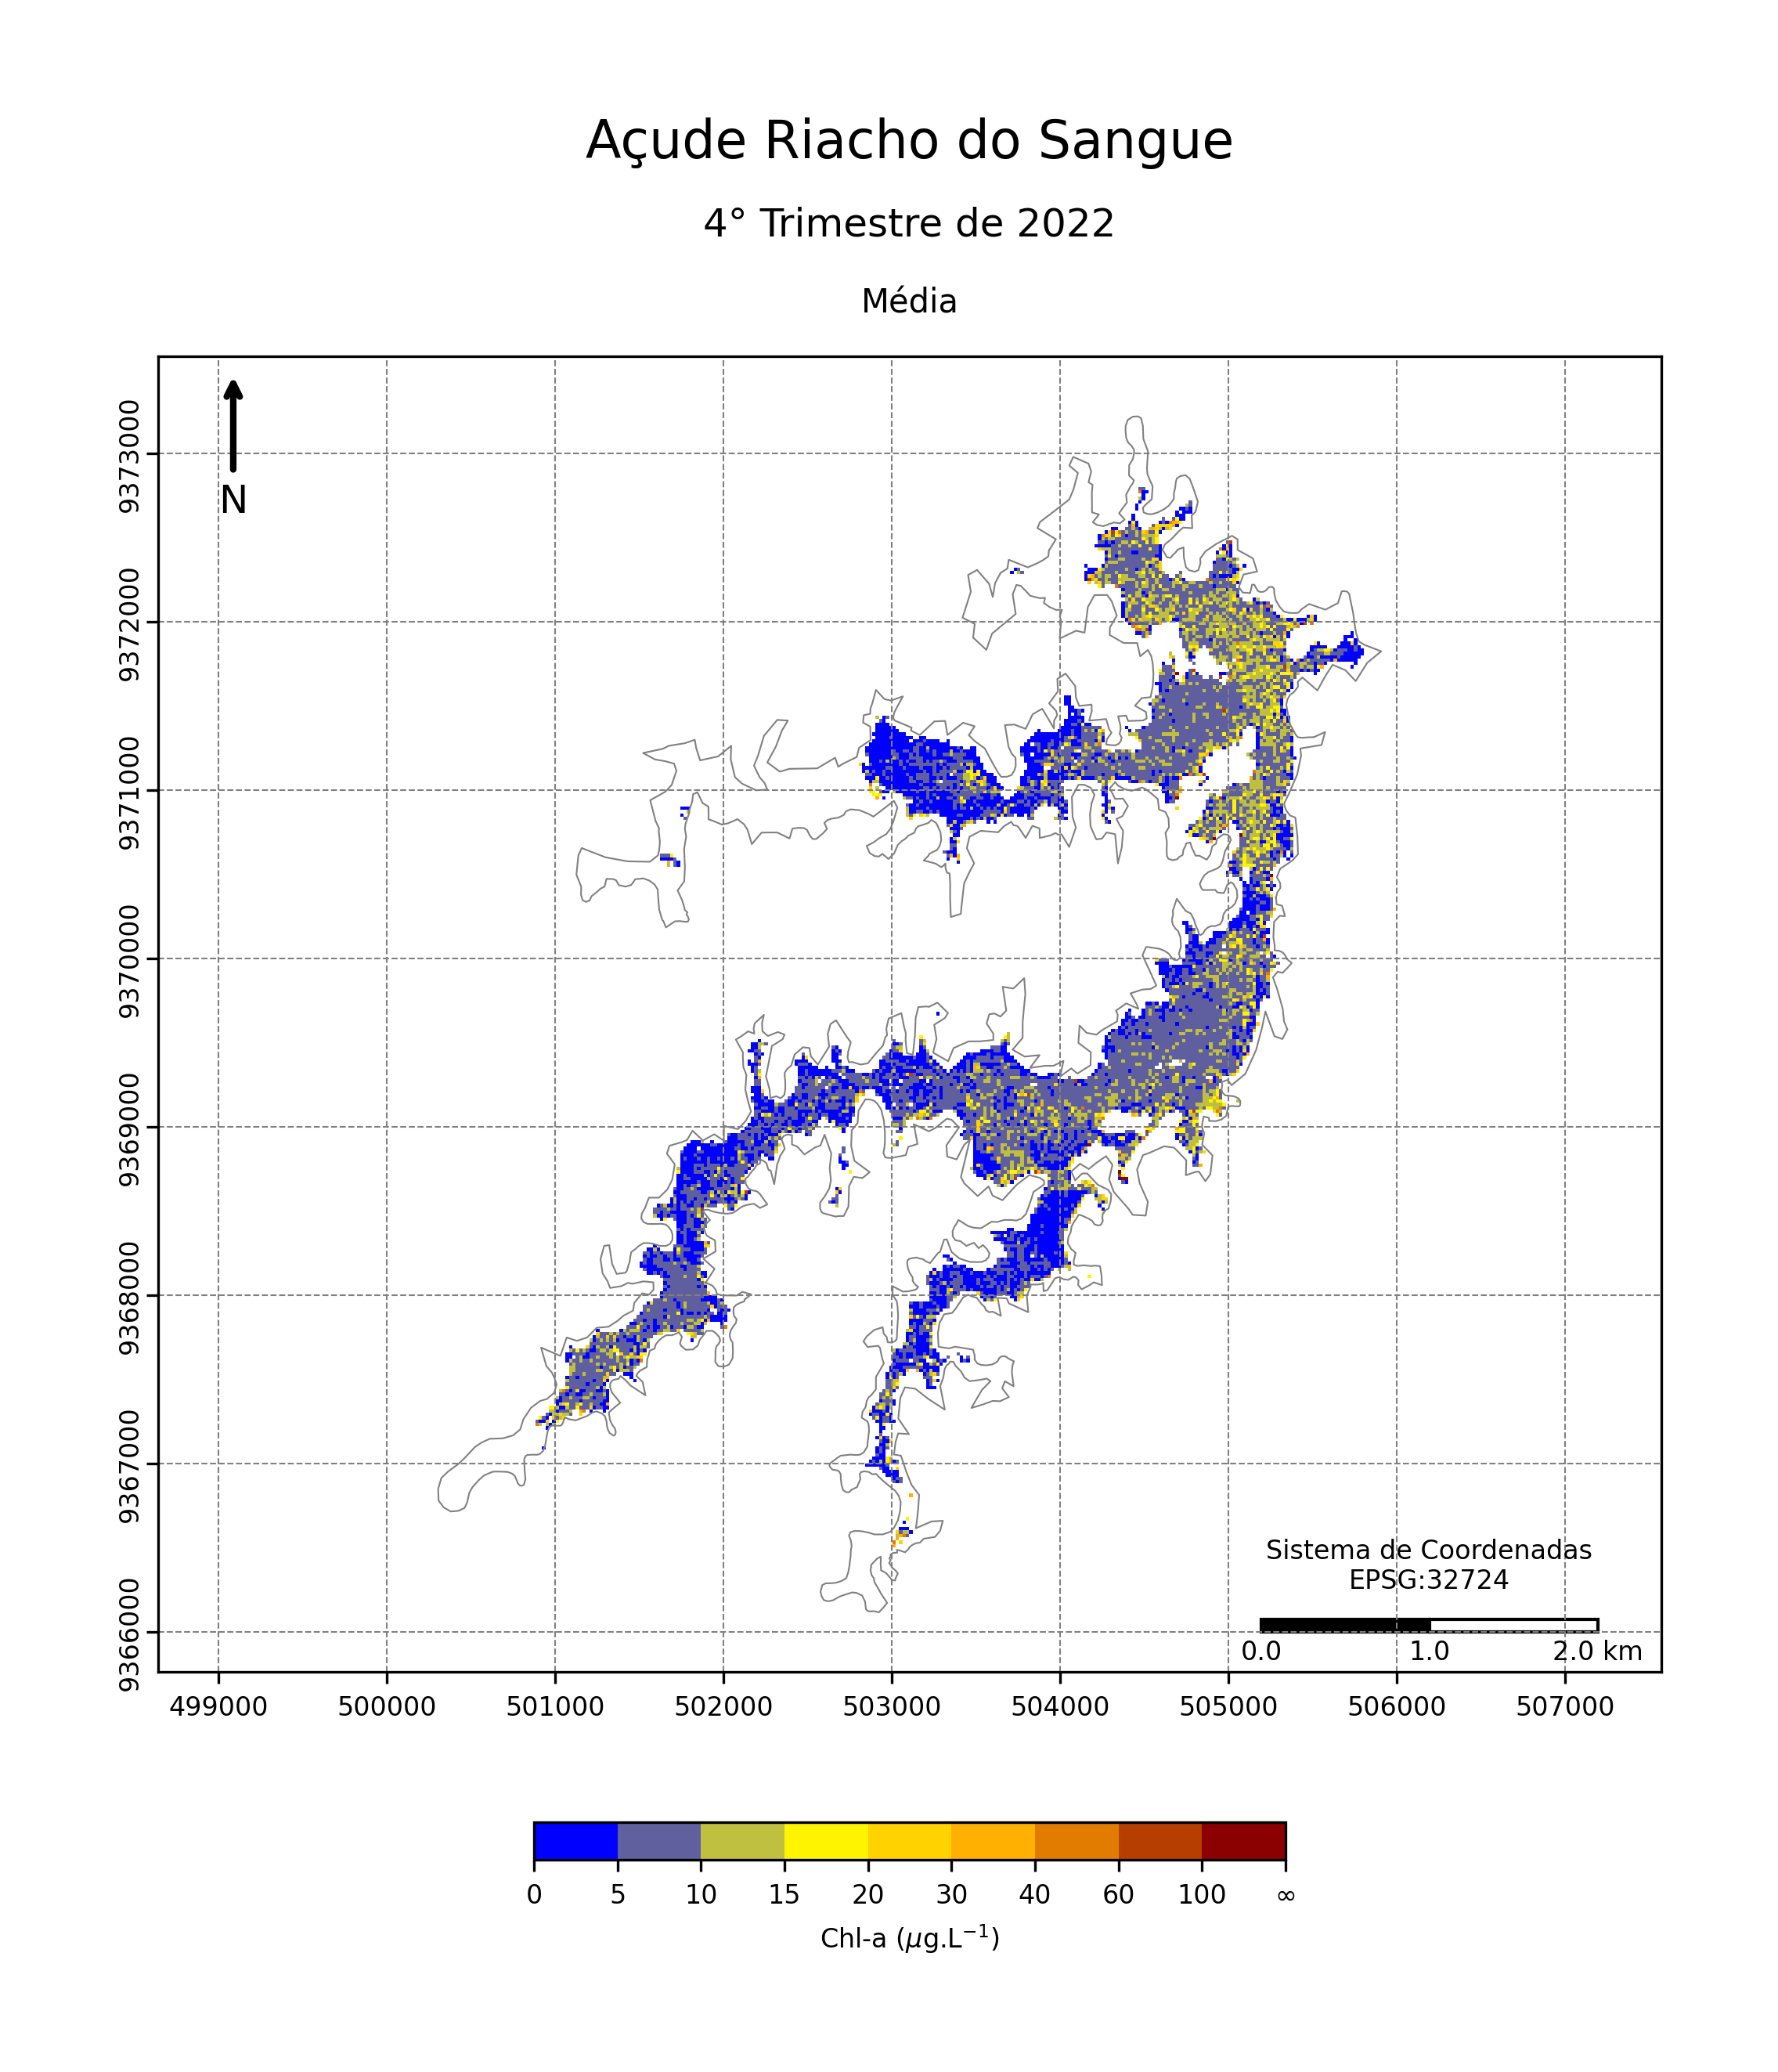 Açude Riacho do Sangue
4° Trimestre de 2022
Média
N
9373000
9372000
9371000
9370000
9369000
9368000
9367000
9366000
Sistema de Coordenadas
EPSG:32724
0.0 1.0 2.0 km
499000 500000 501000 502000 503000 504000 505000 506000 507000
0 5 10 15 20 30 40 60 100 ∞
Chl-a (μg.L⁻¹)